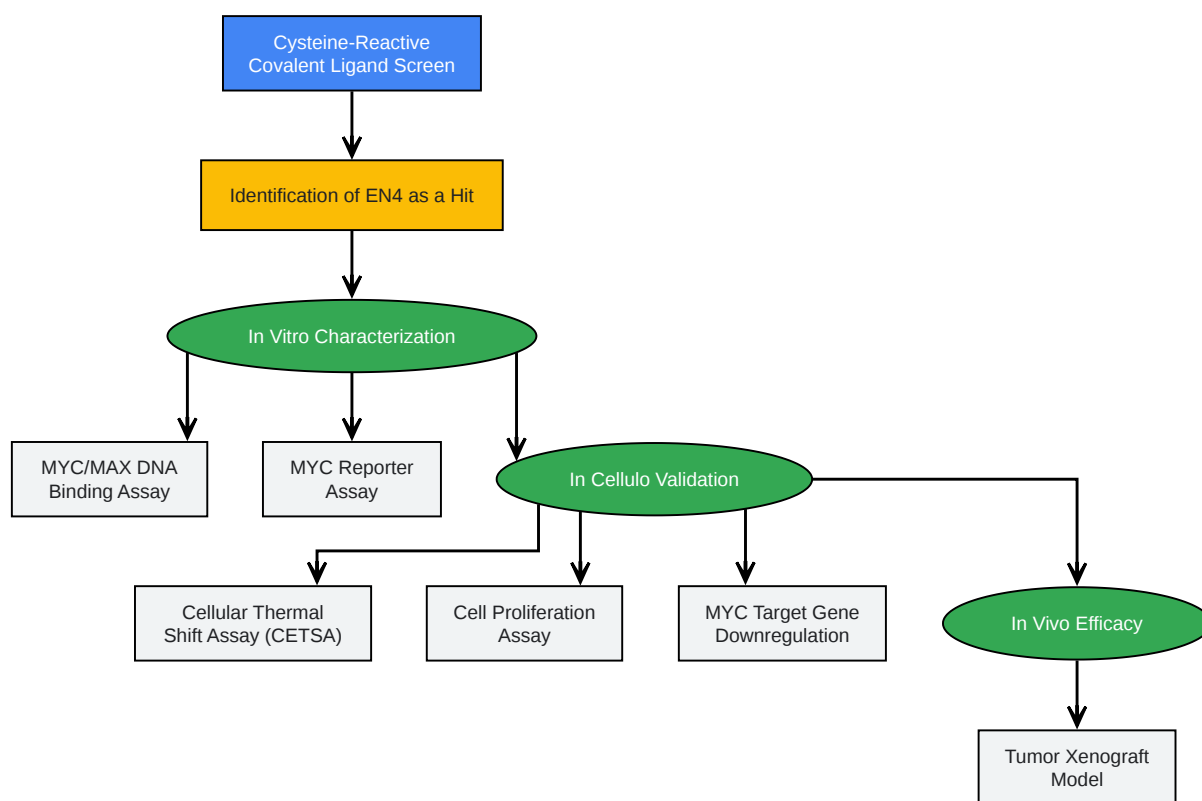 Cysteine-Reactive
Covalent Ligand Screen
Identification of EN4 as a Hit
In Vitro Characterization
MYC/MAX DNA
Binding Assay
MYC Reporter
Assay
In Cellulo Validation
Cellular Thermal
Shift Assay (CETSA)
Cell Proliferation
Assay
MYC Target Gene
Downregulation
In Vivo Efficacy
Tumor Xenograft
Model